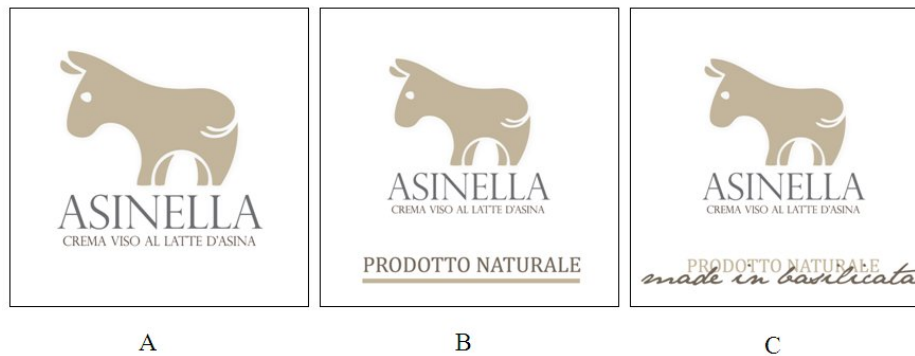 ASINELLA
CREMA VISO AL LATTE D'ASINA
A
ASINELLA
CREMA VISO AL LATTE D'ASINA
PRODOTTO NATURALE
B
ASINELLA
CREMA VISO AL LATTE D'ASINA
PRODOTTO NATURALE
made in basilicata
C